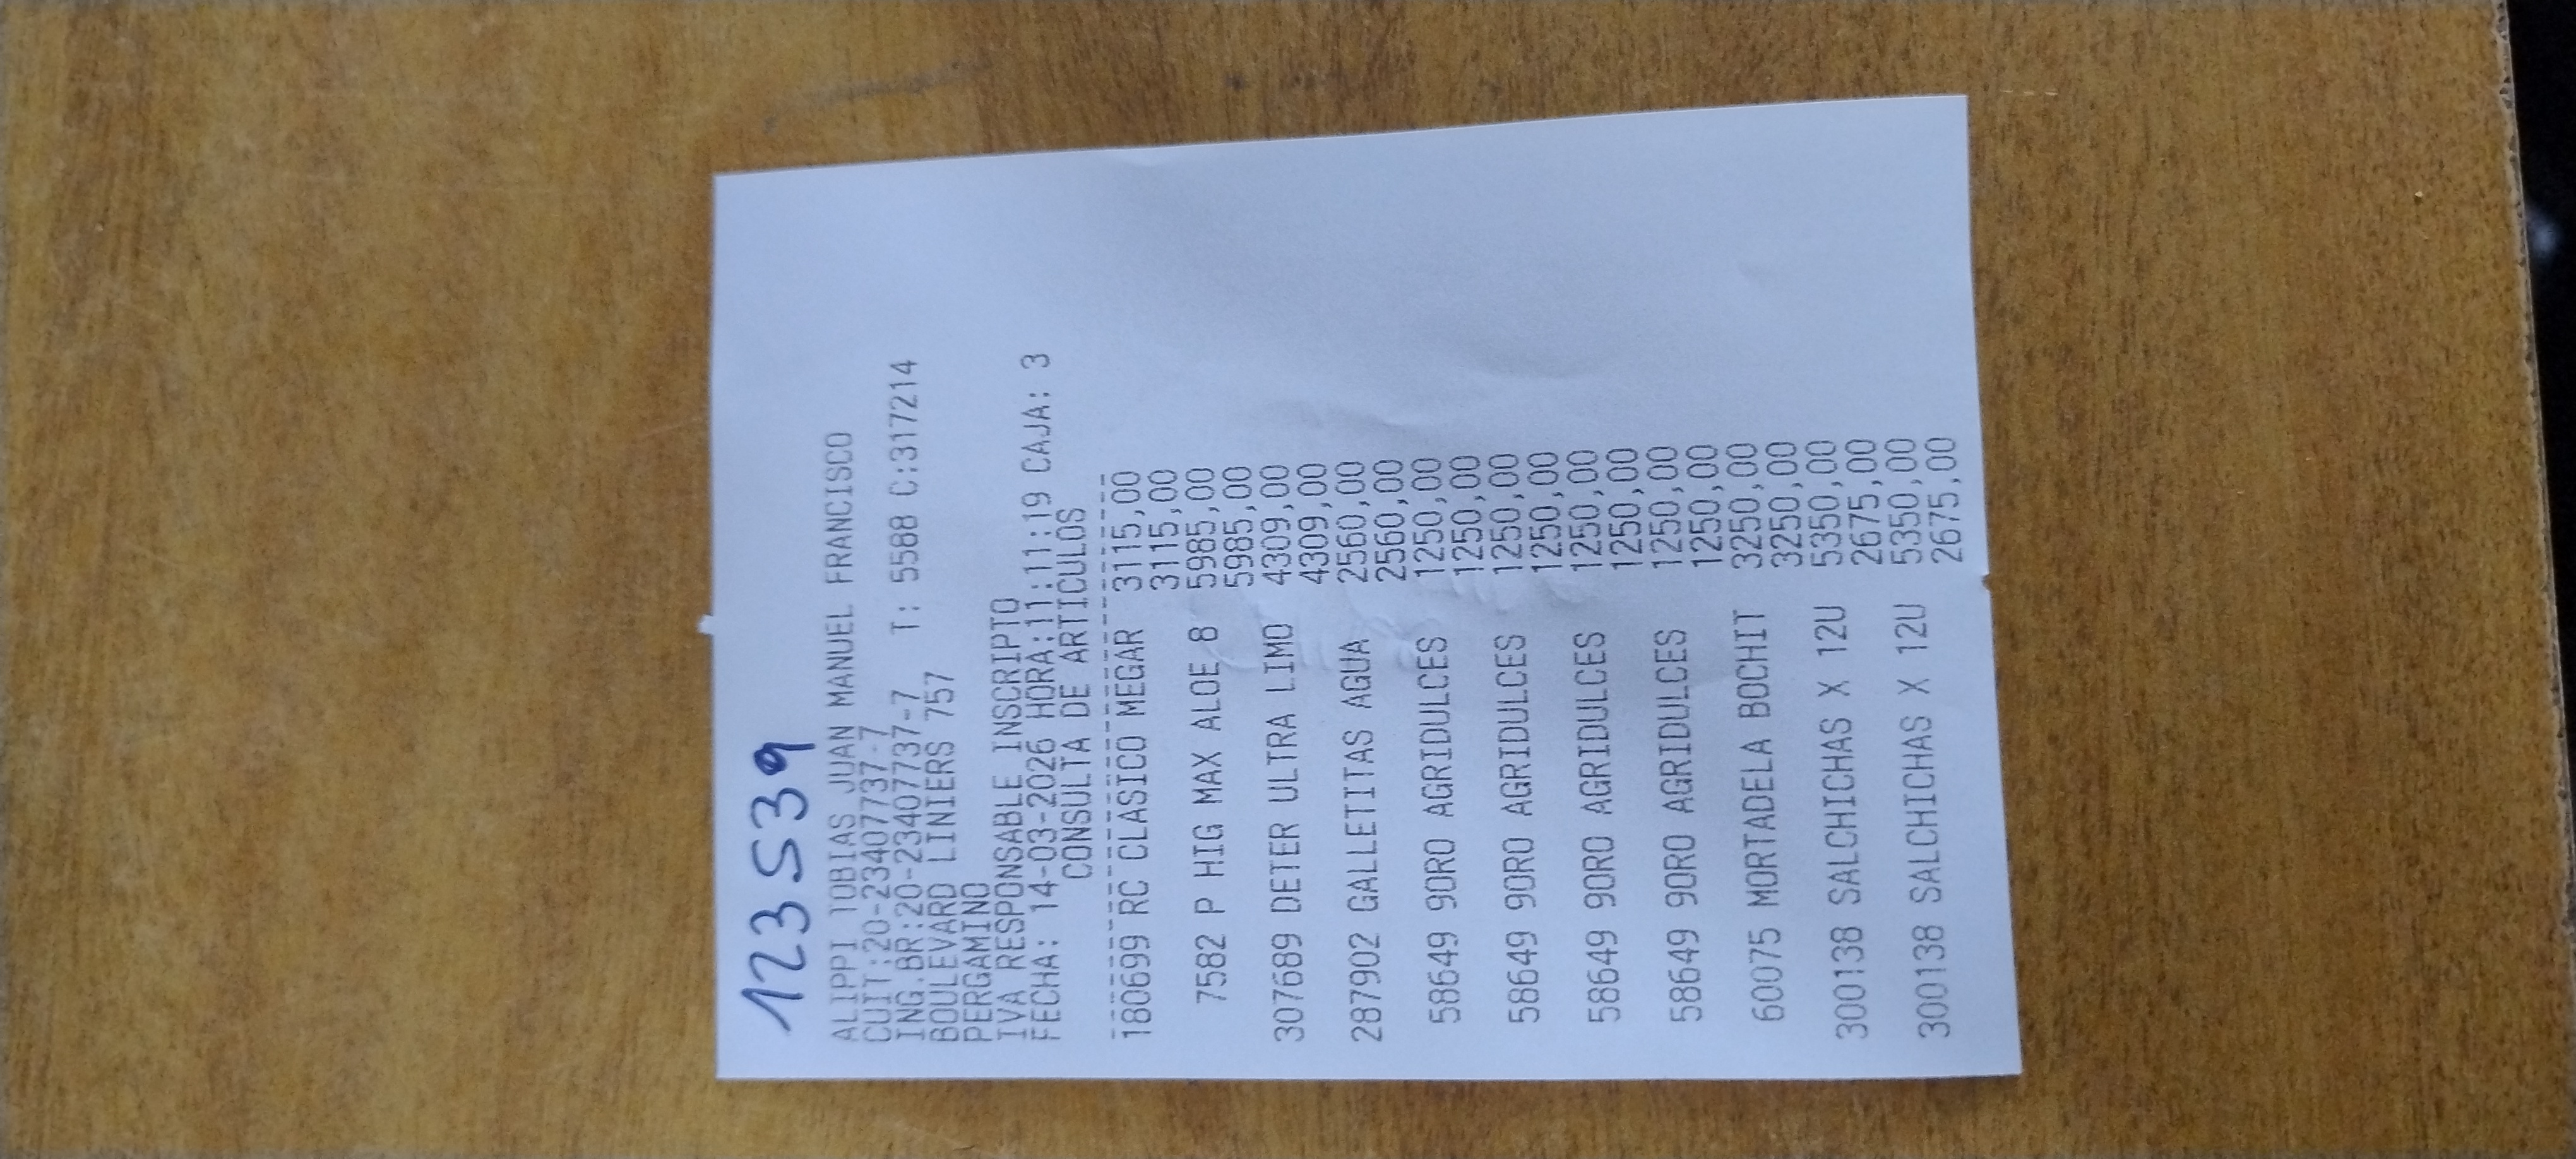 123539
ALIPPI TOBIAS JUAN MANUEL FRANCISCO
CUIT:20-23407737-7
ING.BR:20-23407737-7 T: 5588 C:317214
BOULEVARD LINIERS 757
PERGAMINO
IVA RESPONSABLE INSCRIPTO
FECHA: 14-03-2026 HORA:11:11:19 CAJA: 3
CONSULTA DE ARTICULOS
180699 RC CLASICO MEGAR 3115,00
3115,00
7582 P HIG MAX ALOE 8 5985,00
5985,00
307689 DETER ULTRA LIMO 4309,00
4309,00
287902 GALLETITAS AGUA 2560,00
2560,00
58649 9ORO AGRIDULCES 1250,00
1250,00
58649 9ORO AGRIDULCES 1250,00
1250,00
58649 9ORO AGRIDULCES 1250,00
1250,00
58649 9ORO AGRIDULCES 1250,00
1250,00
60075 MORTADELA BOCHIT 3250,00
3250,00
300138 SALCHICHAS X 12U 5350,00
2675,00
300138 SALCHICHAS X 12U 5350,00
2675,00